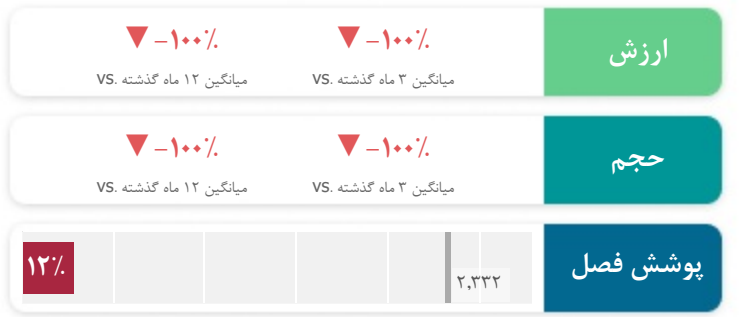 ارزش
▼ –۱۰۰٪ ▼ –۱۰۰٪
میانگین ۳ ماه گذشته .VS میانگین ۱۲ ماه گذشته .VS
حجم
▼ –۱۰۰٪ ▼ –۱۰۰٪
میانگین ۳ ماه گذشته .VS میانگین ۱۲ ماه گذشته .VS
پوشش فصل
۱۲٪
۲,۳۳۲